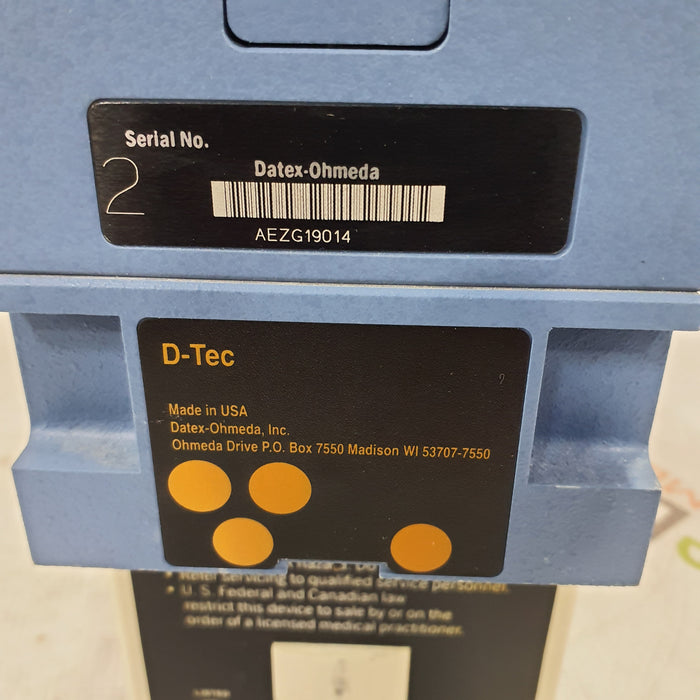 Serial No.
2
Datex-Ohmeda
AEZG19014
D-Tec
Made in USA
Datex-Ohmeda, Inc.
Ohmeda Drive P.O. Box 7550 Madison WI 53707-7550
• Refer servicing to qualified service personnel.
• U. S. Federal and Canadian law
restrict this device to sale by or on the
order of a licensed medical practitioner.